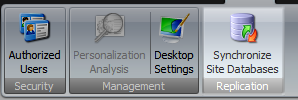 Authorized
Users
Personalization
Analysis
Desktop
Settings
Synchronize
Site Databases
Security
Management
Replication